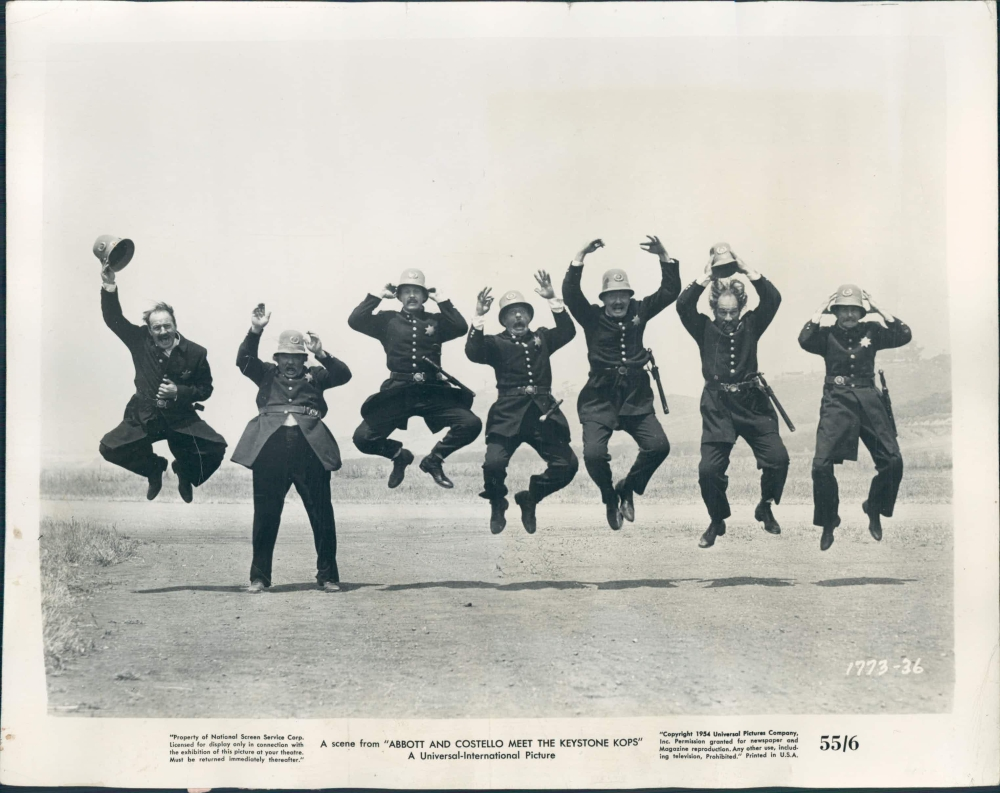 1773-36
"Property of National Screen Service Corp.
Licensed for display only in connection with
the exhibition of this picture at your theatre.
Must be returned immediately thereafter."
A scene from "ABBOTT AND COSTELLO MEET THE KEYSTONE KOPS"
A Universal-International Picture
"Copyright 1954 Universal Pictures Company,
Inc. Permission granted for newspaper and
Magazine reproduction. Any other use, includ-
ing television, Prohibited." Printed in U.S.A.
55/6